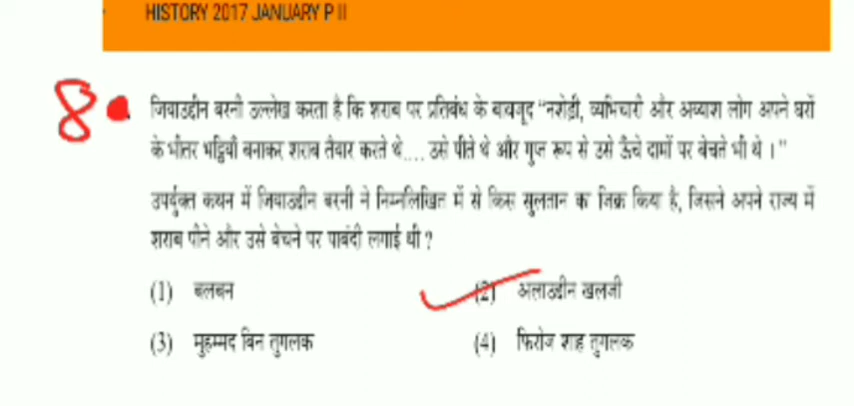 HISTORY 2017 JANUARY P II
8.
जियाउद्दीन बरनी उल्लेख करता है कि शराब पर प्रतिबंध के बावजूद "नशेड़ी, व्यभिचारी और अय्याश लोग अपने घरों
के भीतर भट्टियाँ बनाकर शराब तैयार करते थे.... उसे पीते थे और गुप्त रूप से उसे ऊँचे दामों पर बेचते भी थे ।"
उपर्युक्त कथन में जियाउद्दीन बरनी ने निम्नलिखित में से किस सुलतान का जिक्र किया है, जिसने अपने राज्य में
शराब पीने और उसे बेचने पर पाबंदी लगाई थी ?
(1) बलबन (2) अलाउद्दीन खलजी
(3) मुहम्मद बिन तुगलक (4) फिरोज शाह तुगलक